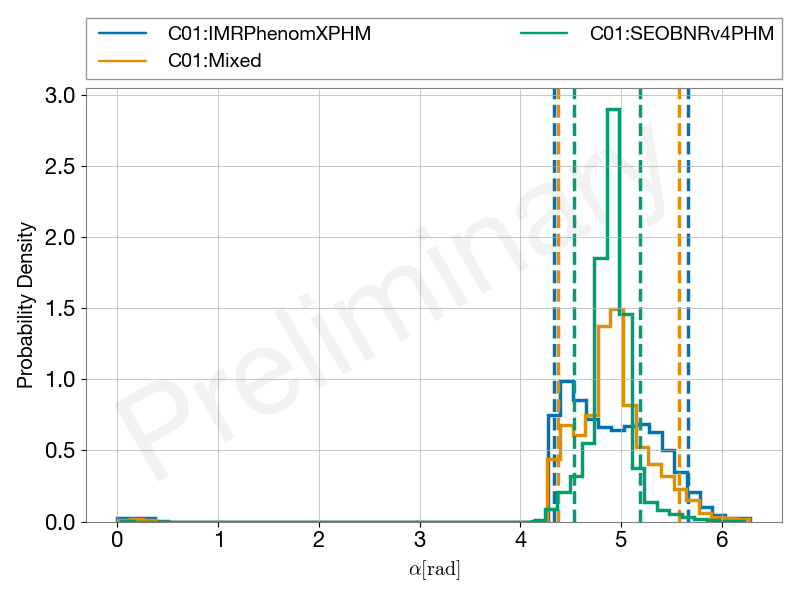 C01:IMRPhenomXPHM
C01:Mixed
C01:SEOBNRv4PHM
3.0
2.5
2.0
1.5
1.0
0.5
0.0
Probability Density
Preliminary
0 1 2 3 4 5 6
α[rad]